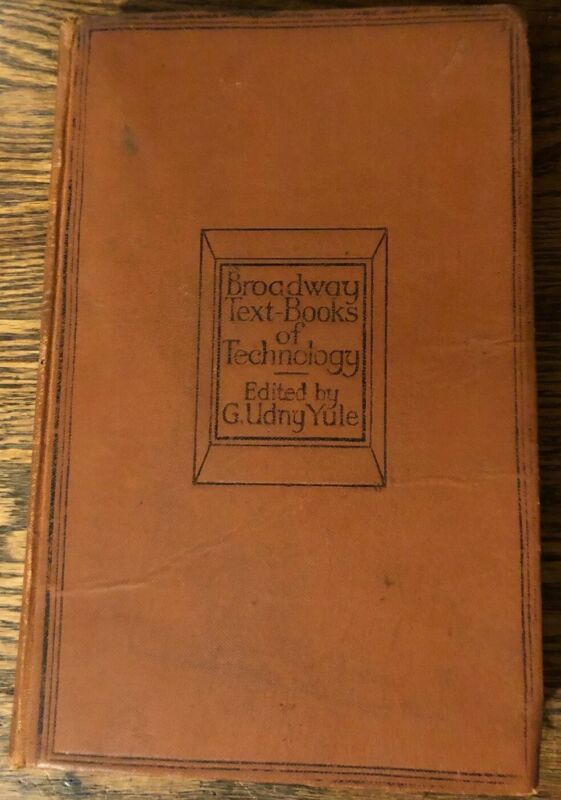 Broadway
Text-Books
of
Technology
Edited by
G. Udny Yule